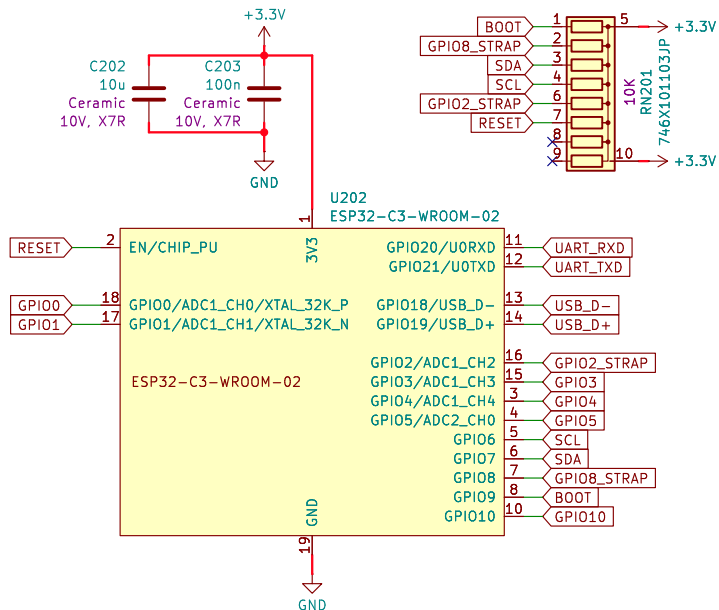 +3.3V
C202
10u
Ceramic
10V, X7R
C203
100n
Ceramic
10V, X7R
GND
BOOT 1
GPIO8_STRAP 2
SDA 3
SCL 4
GPIO2_STRAP 6
RESET 7
8
9
5 +3.3V
10 +3.3V
10K
RN201
746X101103JP
U202
ESP32-C3-WROOM-02
1
3V3
RESET 2 EN/CHIP_PU
GPIO0 18 GPIO0/ADC1_CH0/XTAL_32K_P
GPIO1 17 GPIO1/ADC1_CH1/XTAL_32K_N
ESP32-C3-WROOM-02
GPIO20/U0RXD 11 UART_RXD
GPIO21/U0TXD 12 UART_TXD
GPIO18/USB_D- 13 USB_D-
GPIO19/USB_D+ 14 USB_D+
GPIO2/ADC1_CH2 16 GPIO2_STRAP
GPIO3/ADC1_CH3 15 GPIO3
GPIO4/ADC1_CH4 3 GPIO4
GPIO5/ADC2_CH0 4 GPIO5
GPIO6 5 SCL
GPIO7 6 SDA
GPIO8 7 GPIO8_STRAP
GPIO9 8 BOOT
GPIO10 10 GPIO10
GND
19
GND